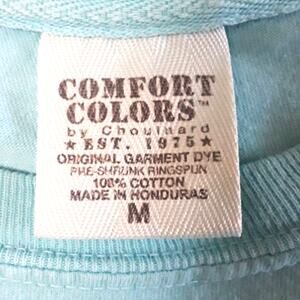 COMFORT
COLORS™
by Chouinard
★ EST. 1975 ★
ORIGINAL GARMENT DYE
PRE-SHRUNK RINGSPUN
100% COTTON
MADE IN HONDURAS
M